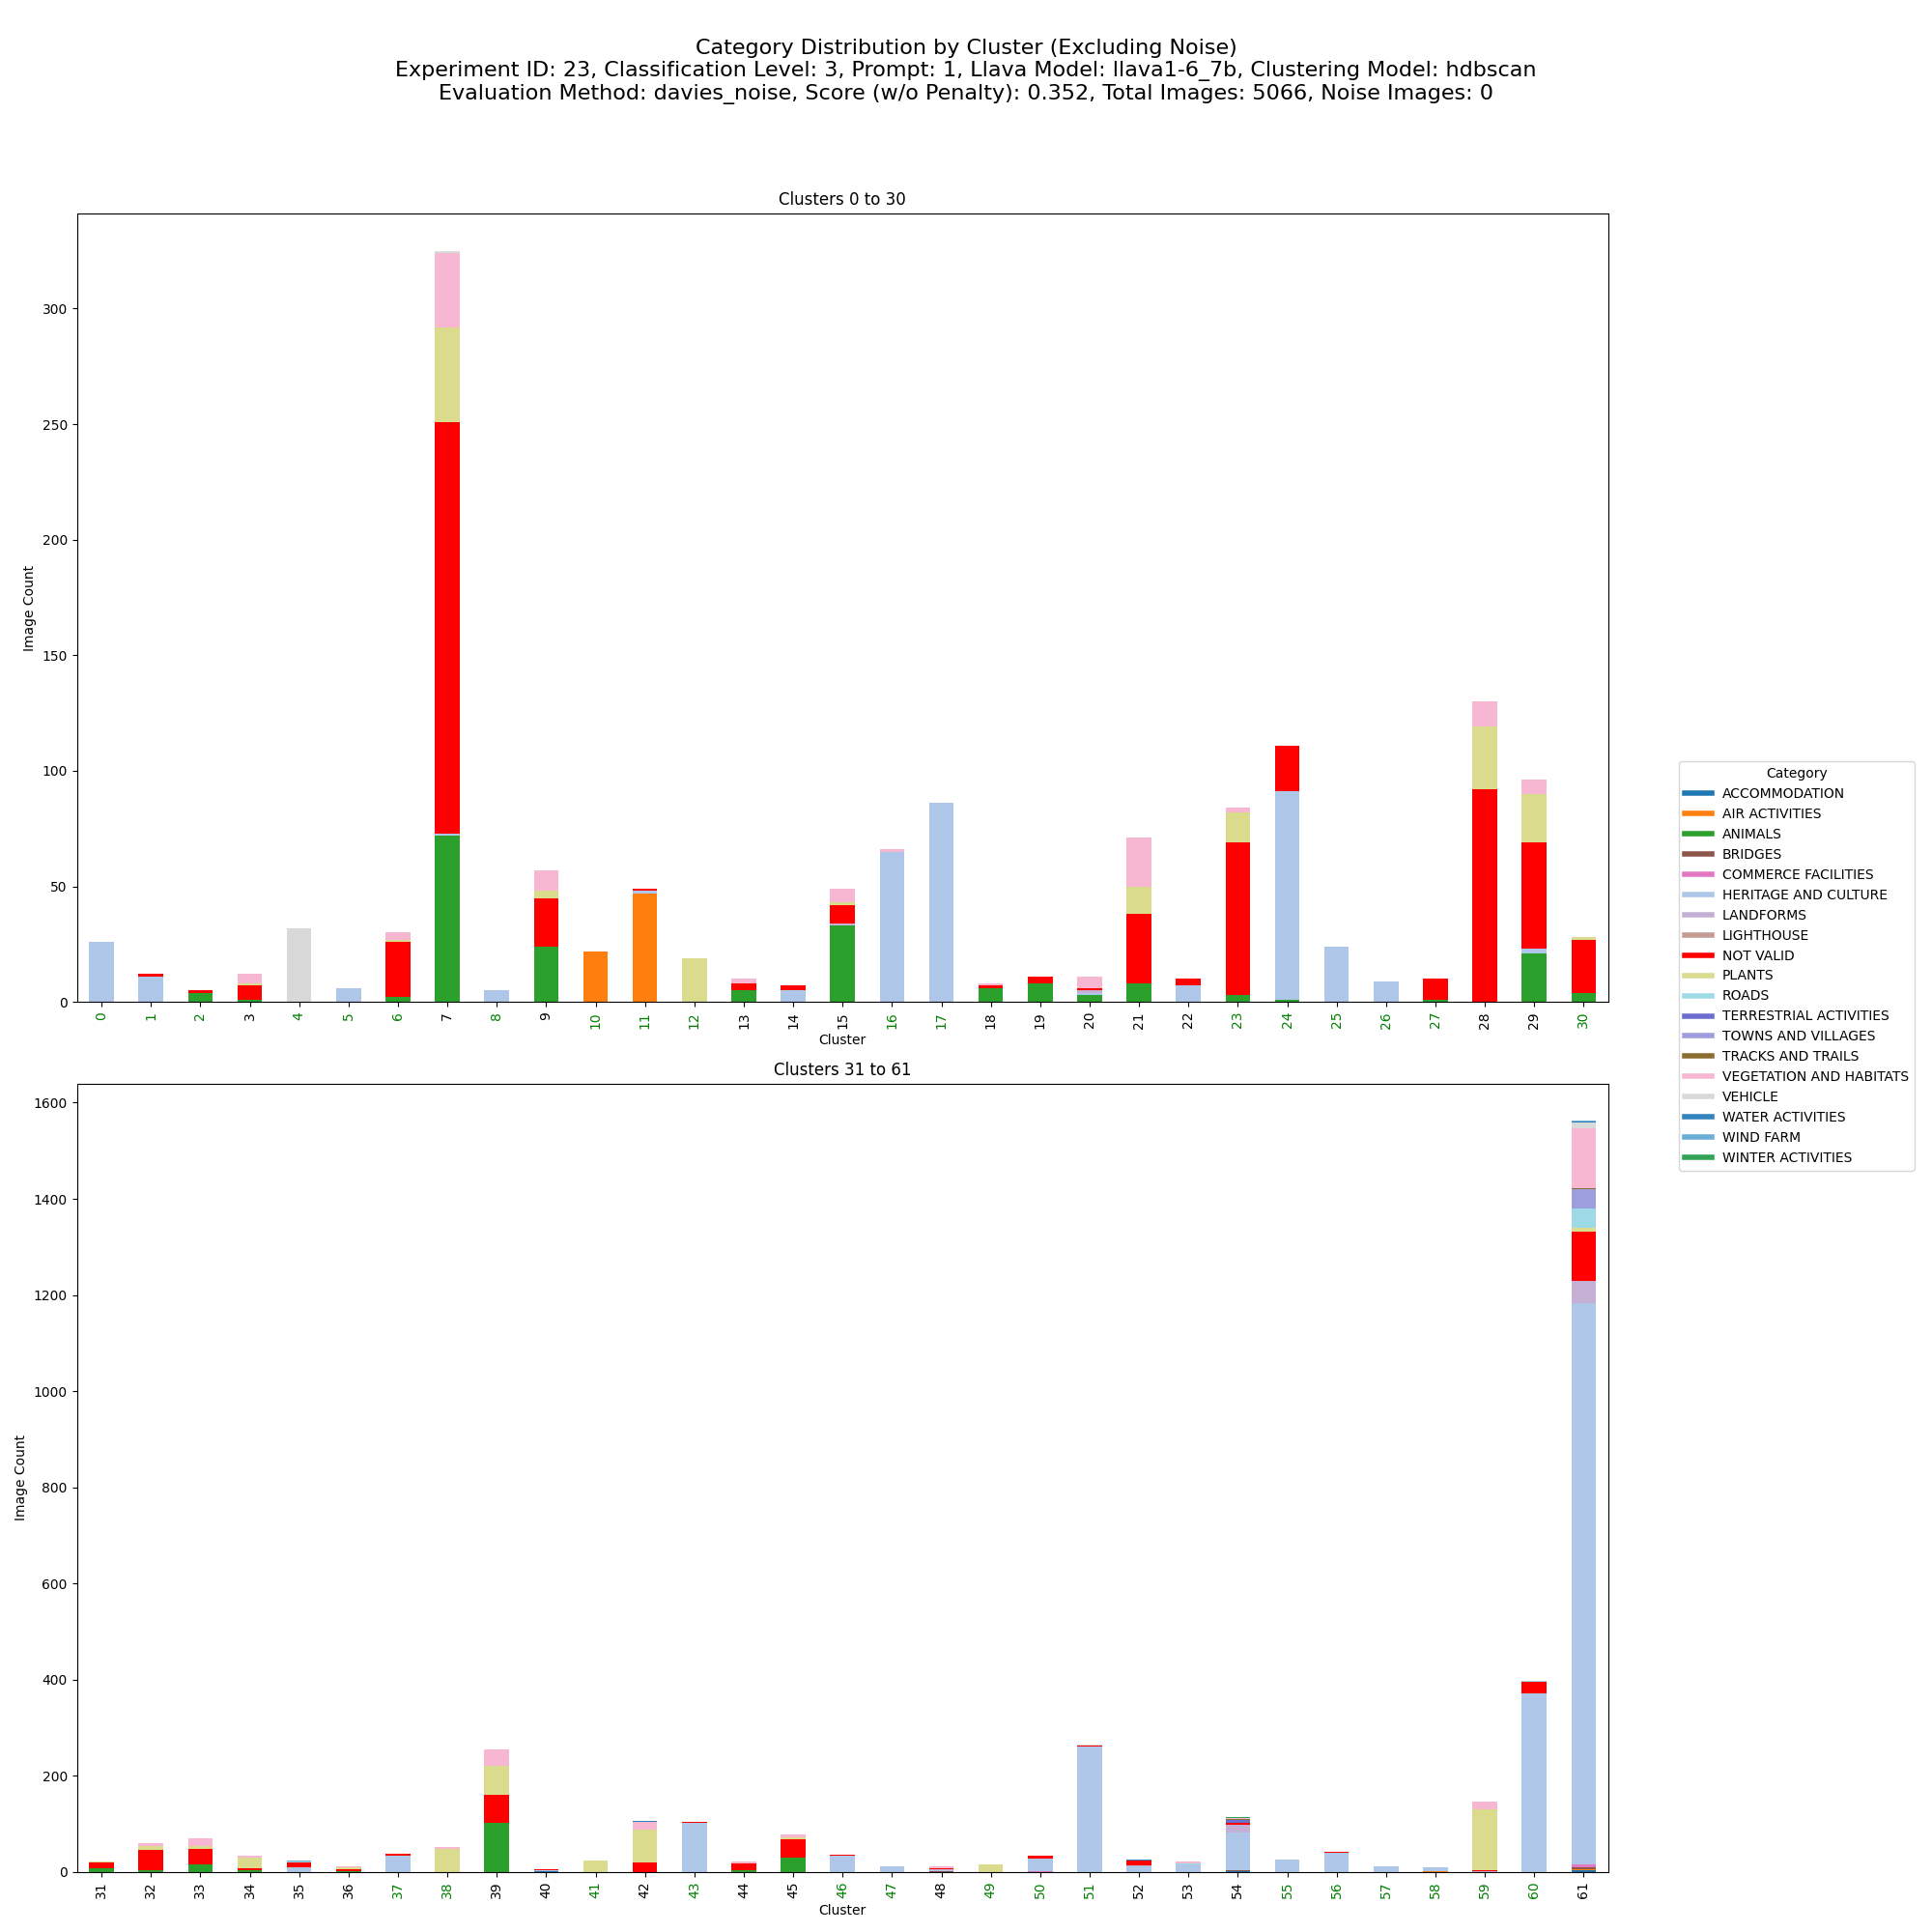 Category Distribution by Cluster (Excluding Noise)
Experiment ID: 23, Classification Level: 3, Prompt: 1, Llava Model: llava1-6_7b, Clustering Model: hdbscan
Evaluation Method: davies_noise, Score (w/o Penalty): 0.352, Total Images: 5066, Noise Images: 0
Clusters 0 to 30
Image Count
300
250
200
150
100
50
0
0 1 2 3 4 5 6 7 8 9 10 11 12 13 14 15 16 17 18 19 20 21 22 23 24 25 26 27 28 29 30
Cluster
Clusters 31 to 61
Image Count
1600
1400
1200
1000
800
600
400
200
0
31 32 33 34 35 36 37 38 39 40 41 42 43 44 45 46 47 48 49 50 51 52 53 54 55 56 57 58 59 60 61
Cluster
Category
ACCOMMODATION
AIR ACTIVITIES
ANIMALS
BRIDGES
COMMERCE FACILITIES
HERITAGE AND CULTURE
LANDFORMS
LIGHTHOUSE
NOT VALID
PLANTS
ROADS
TERRESTRIAL ACTIVITIES
TOWNS AND VILLAGES
TRACKS AND TRAILS
VEGETATION AND HABITATS
VEHICLE
WATER ACTIVITIES
WIND FARM
WINTER ACTIVITIES